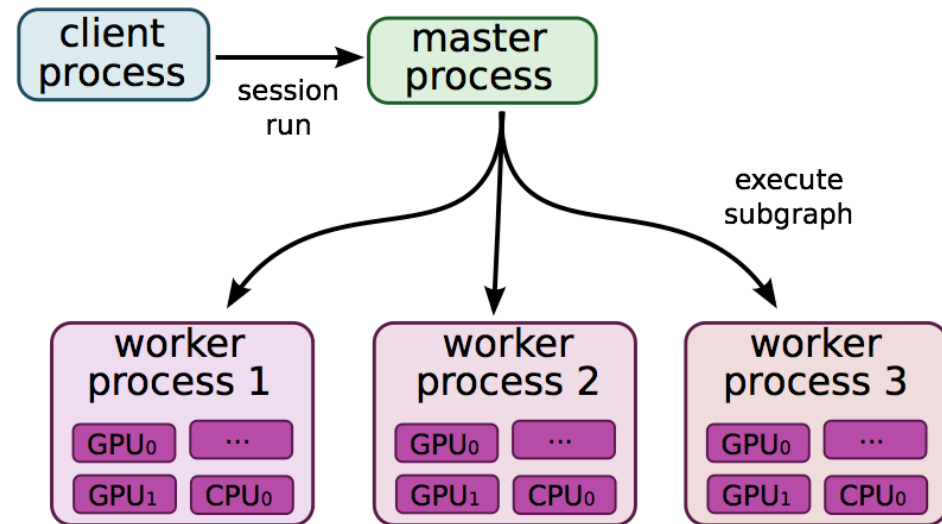 client
process
session
run
master
process
execute
subgraph
worker
process 1
GPU₀
...
GPU₁
CPU₀
worker
process 2
GPU₀
...
GPU₁
CPU₀
worker
process 3
GPU₀
...
GPU₁
CPU₀